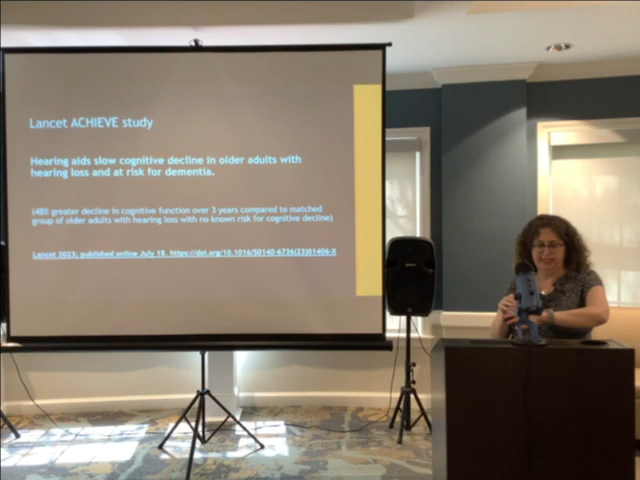 Lancet ACHIEVE study
Hearing aids slow cognitive decline in older adults with
hearing loss and at risk for dementia.
(48% greater decline in cognitive function over 3 years compared to matched
group of older adults with hearing loss with no known risk for cognitive decline)
Lancet 2023; published online July 18. https://doi.org/10.1016/S0140-6736(23)01406-X